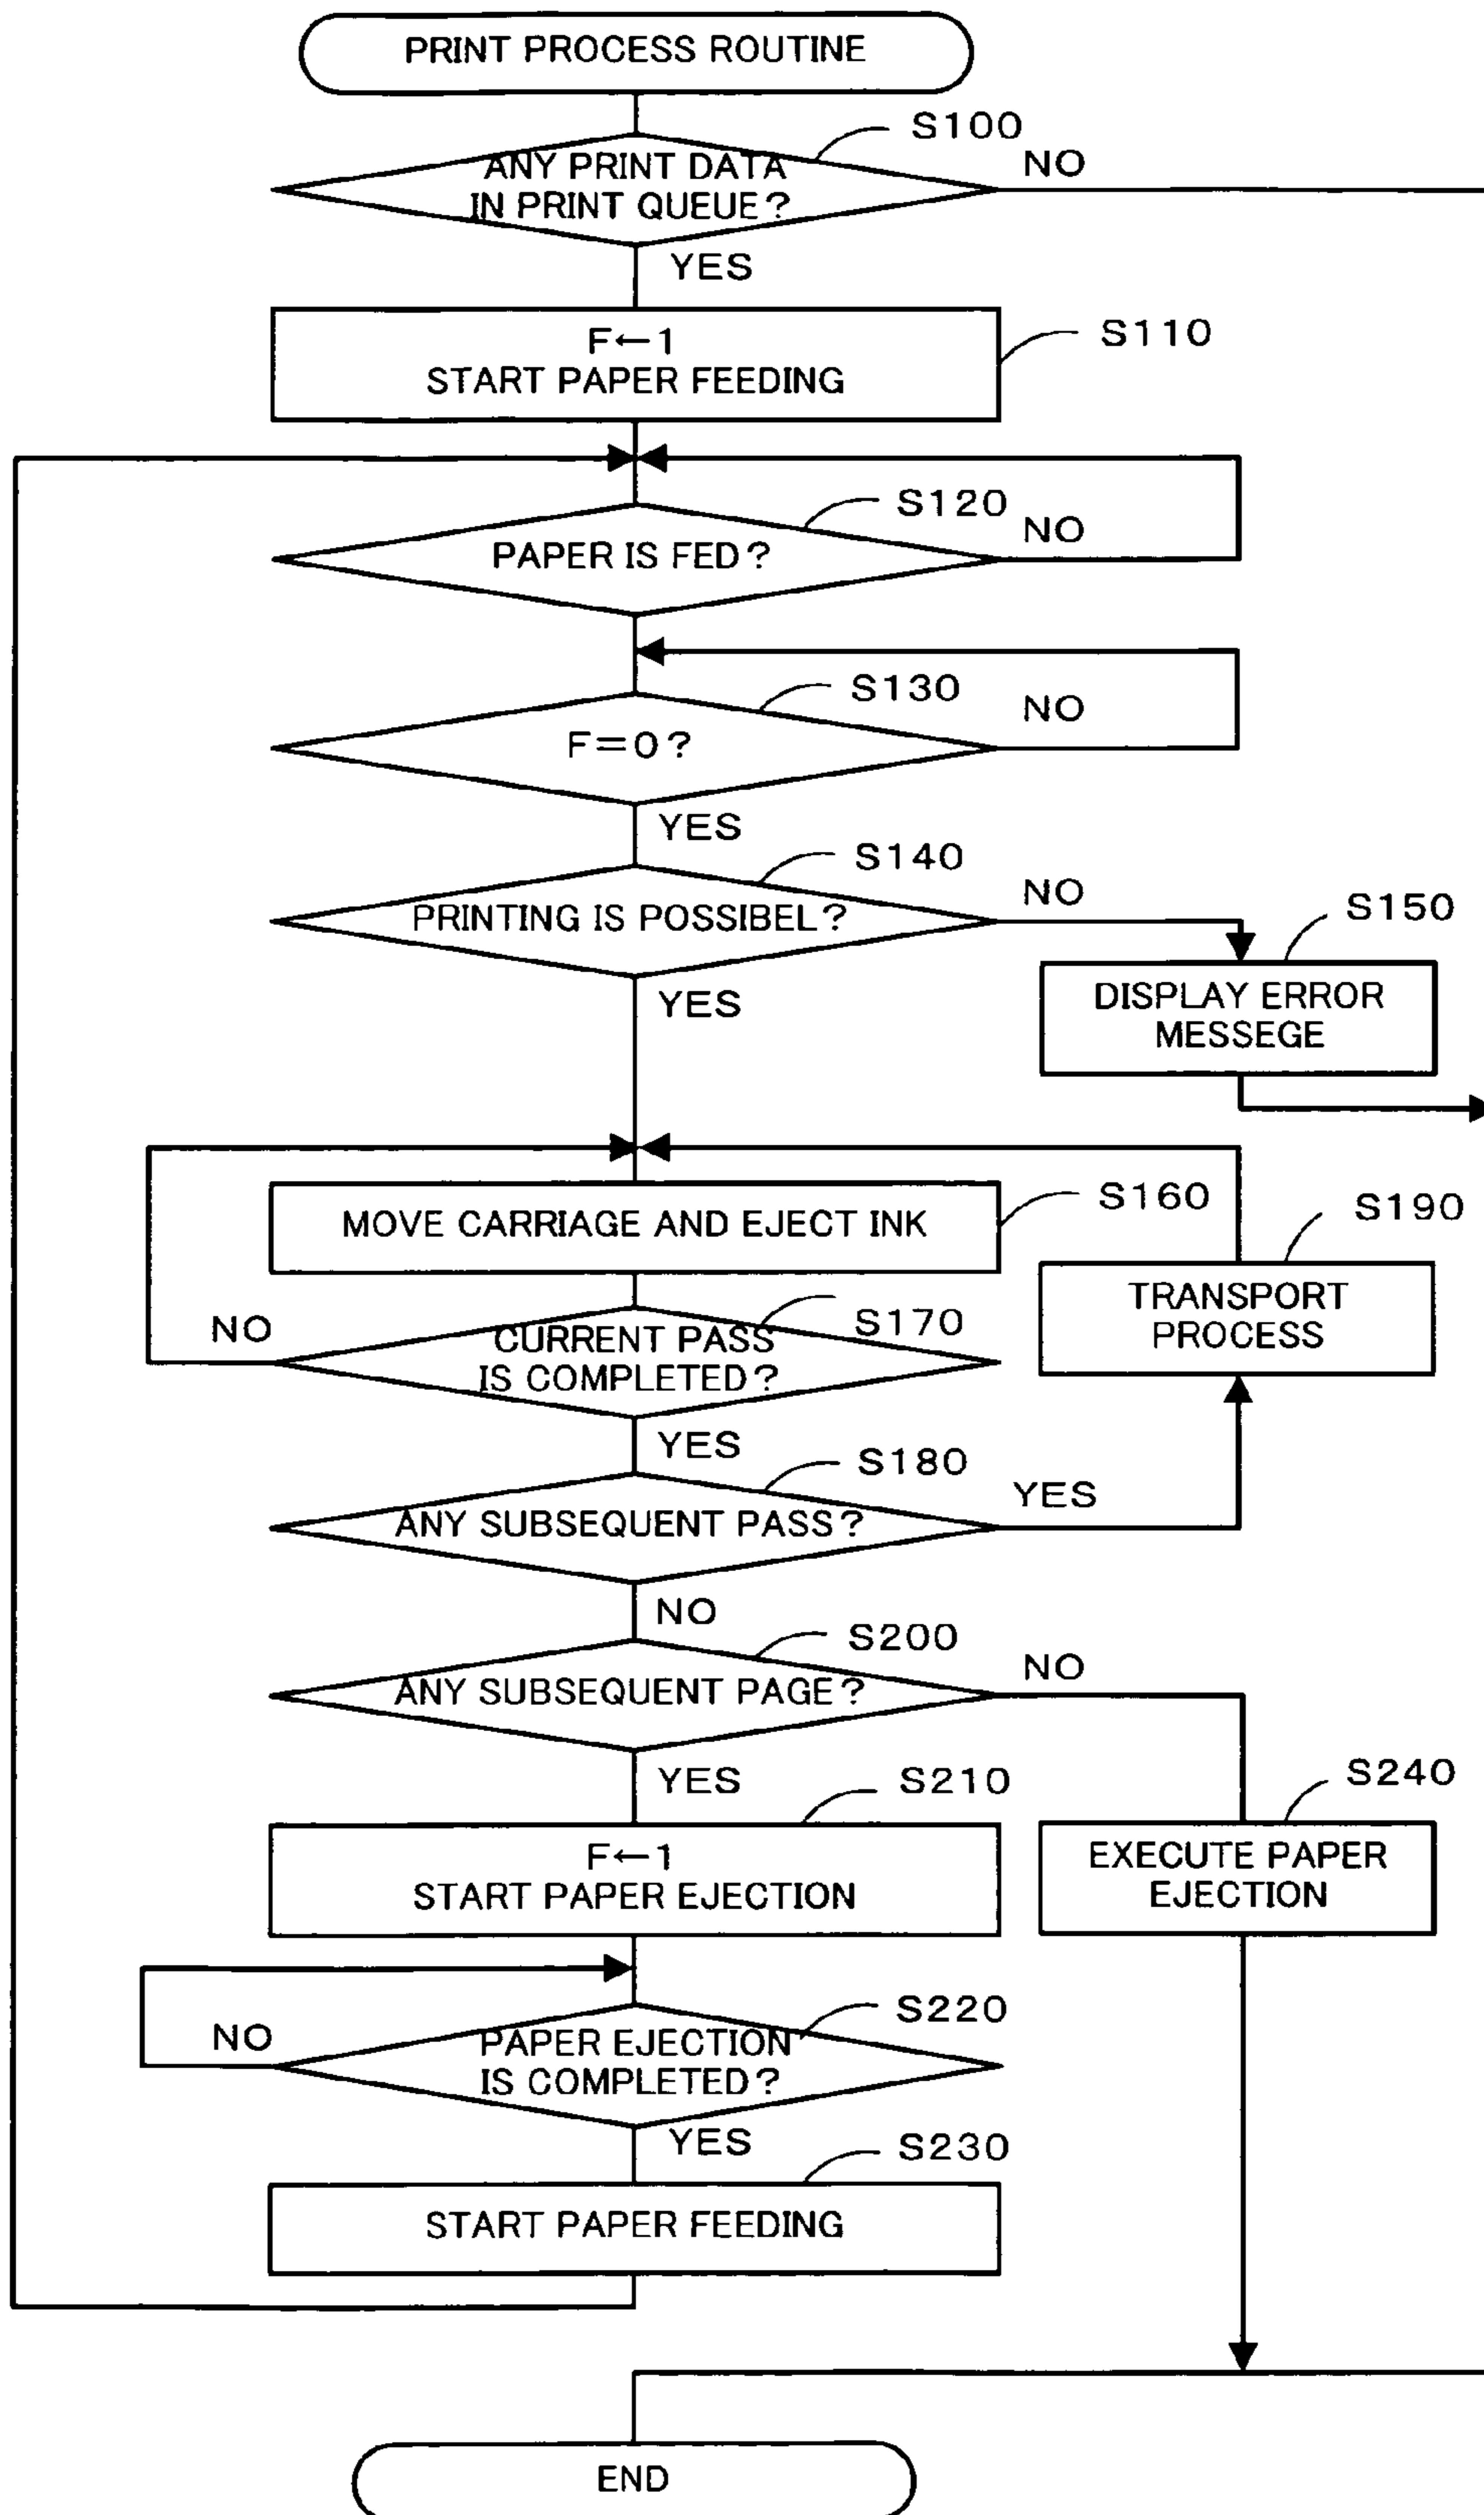 PRINT PROCESS ROUTINE
S100
ANY PRINT DATA
IN PRINT QUEUE?
NO
YES
F←1
START PAPER FEEDING
S110
S120
PAPER IS FED?
NO
S130
F=0?
NO
YES
S140
PRINTING IS POSSIBEL?
NO
S150
DISPLAY ERROR
MESSEGE
YES
MOVE CARRIAGE AND EJECT INK
S160
S190
TRANSPORT
PROCESS
S170
CURRENT PASS
IS COMPLETED?
NO
YES
S180
ANY SUBSEQUENT PASS?
YES
NO
S200
ANY SUBSEQUENT PAGE?
NO
YES
S210
F←1
START PAPER EJECTION
S240
EXECUTE PAPER
EJECTION
S220
PAPER EJECTION
IS COMPLETED?
NO
YES
S230
START PAPER FEEDING
END